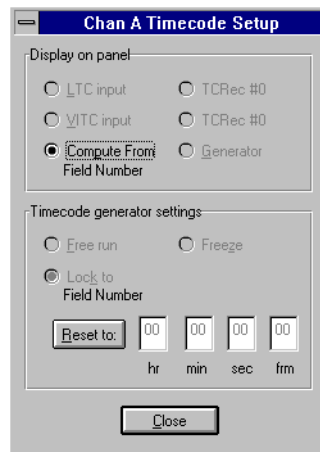 Chan A Timecode Setup
Display on panel
LTC input TCRec #0
VITC input TCRec #0
Compute From Generator
Field Number
Timecode generator settings
Free run Freeze
Lock to
Field Number
Reset to: 00 00 00 00
hr min sec frm
Close